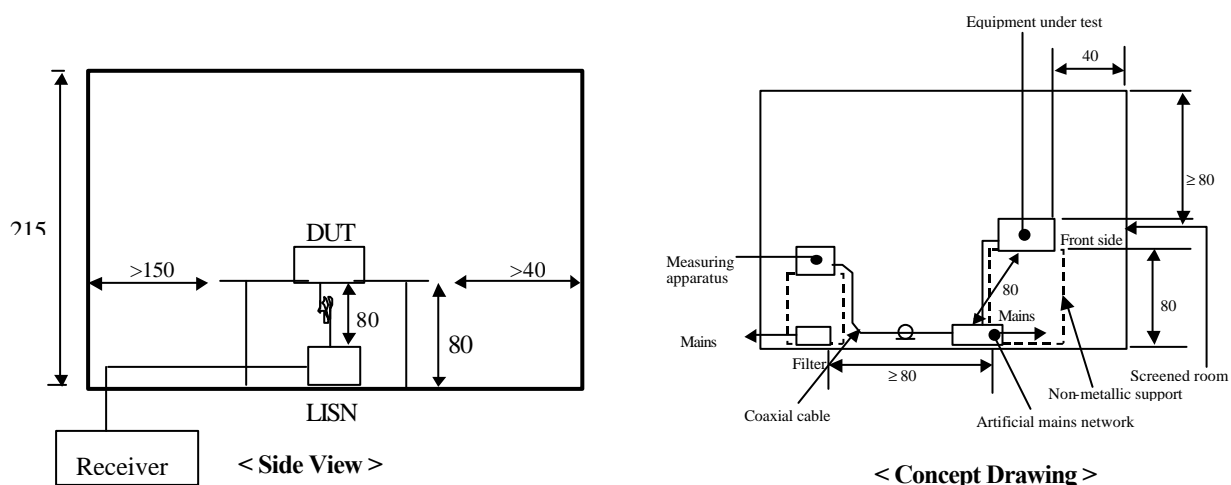 215
DUT
>150
>40
80
80
LISN
Receiver
< Side View >
Equipment under test
40
≥ 80
Front side
Measuring
apparatus
80
80
Mains
Mains
Filter
≥ 80
Screened room
Non-metallic support
Coaxial cable
Artificial mains network
< Concept Drawing >